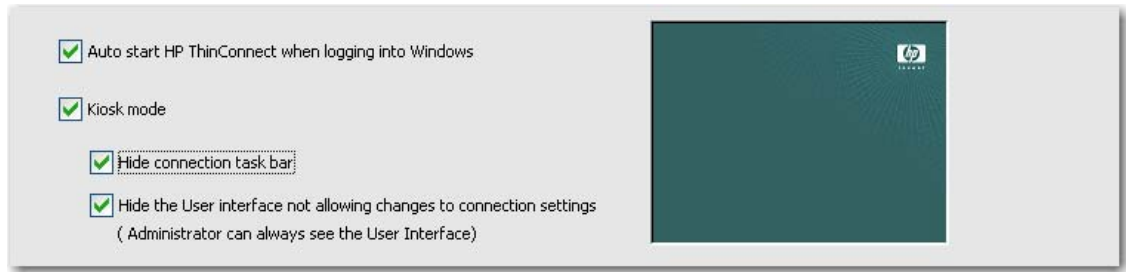 Auto start HP ThinConnect when logging into Windows
Kiosk mode
Hide connection task bar
Hide the User interface not allowing changes to connection settings
( Administrator can always see the User Interface)
hp